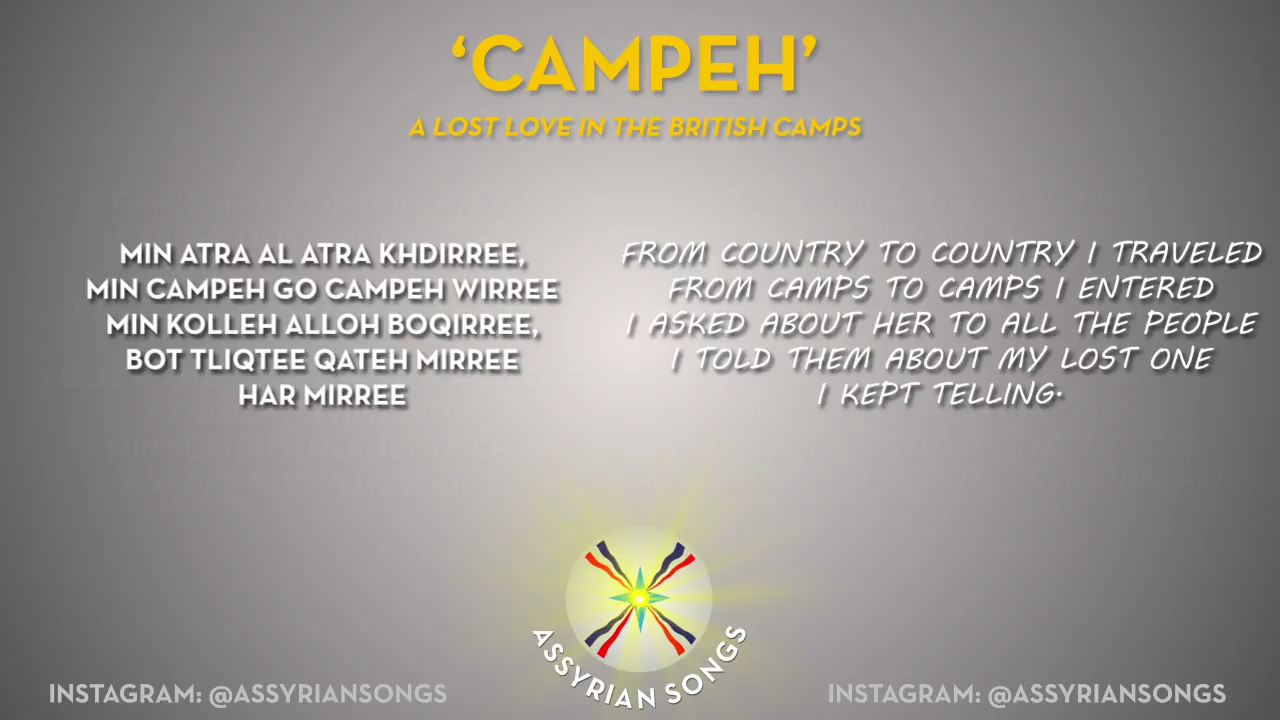 ‘CAMPEH’
A LOST LOVE IN THE BRITISH CAMPS
MIN ATRA AL ATRA KHDIRREE,
MIN CAMPEH GO CAMPEH WIRREE
MIN KOLLEH ALLOH BOQIRREE,
BOT TLIQTEE QATEH MIRREE
HAR MIRREE
FROM COUNTRY TO COUNTRY I TRAVELED
FROM CAMPS TO CAMPS I ENTERED
I ASKED ABOUT HER TO ALL THE PEOPLE
I TOLD THEM ABOUT MY LOST ONE
I KEPT TELLING.
ASSYRIAN SONGS
INSTAGRAM: @ASSYRIANSONGS
INSTAGRAM: @ASSYRIANSONGS